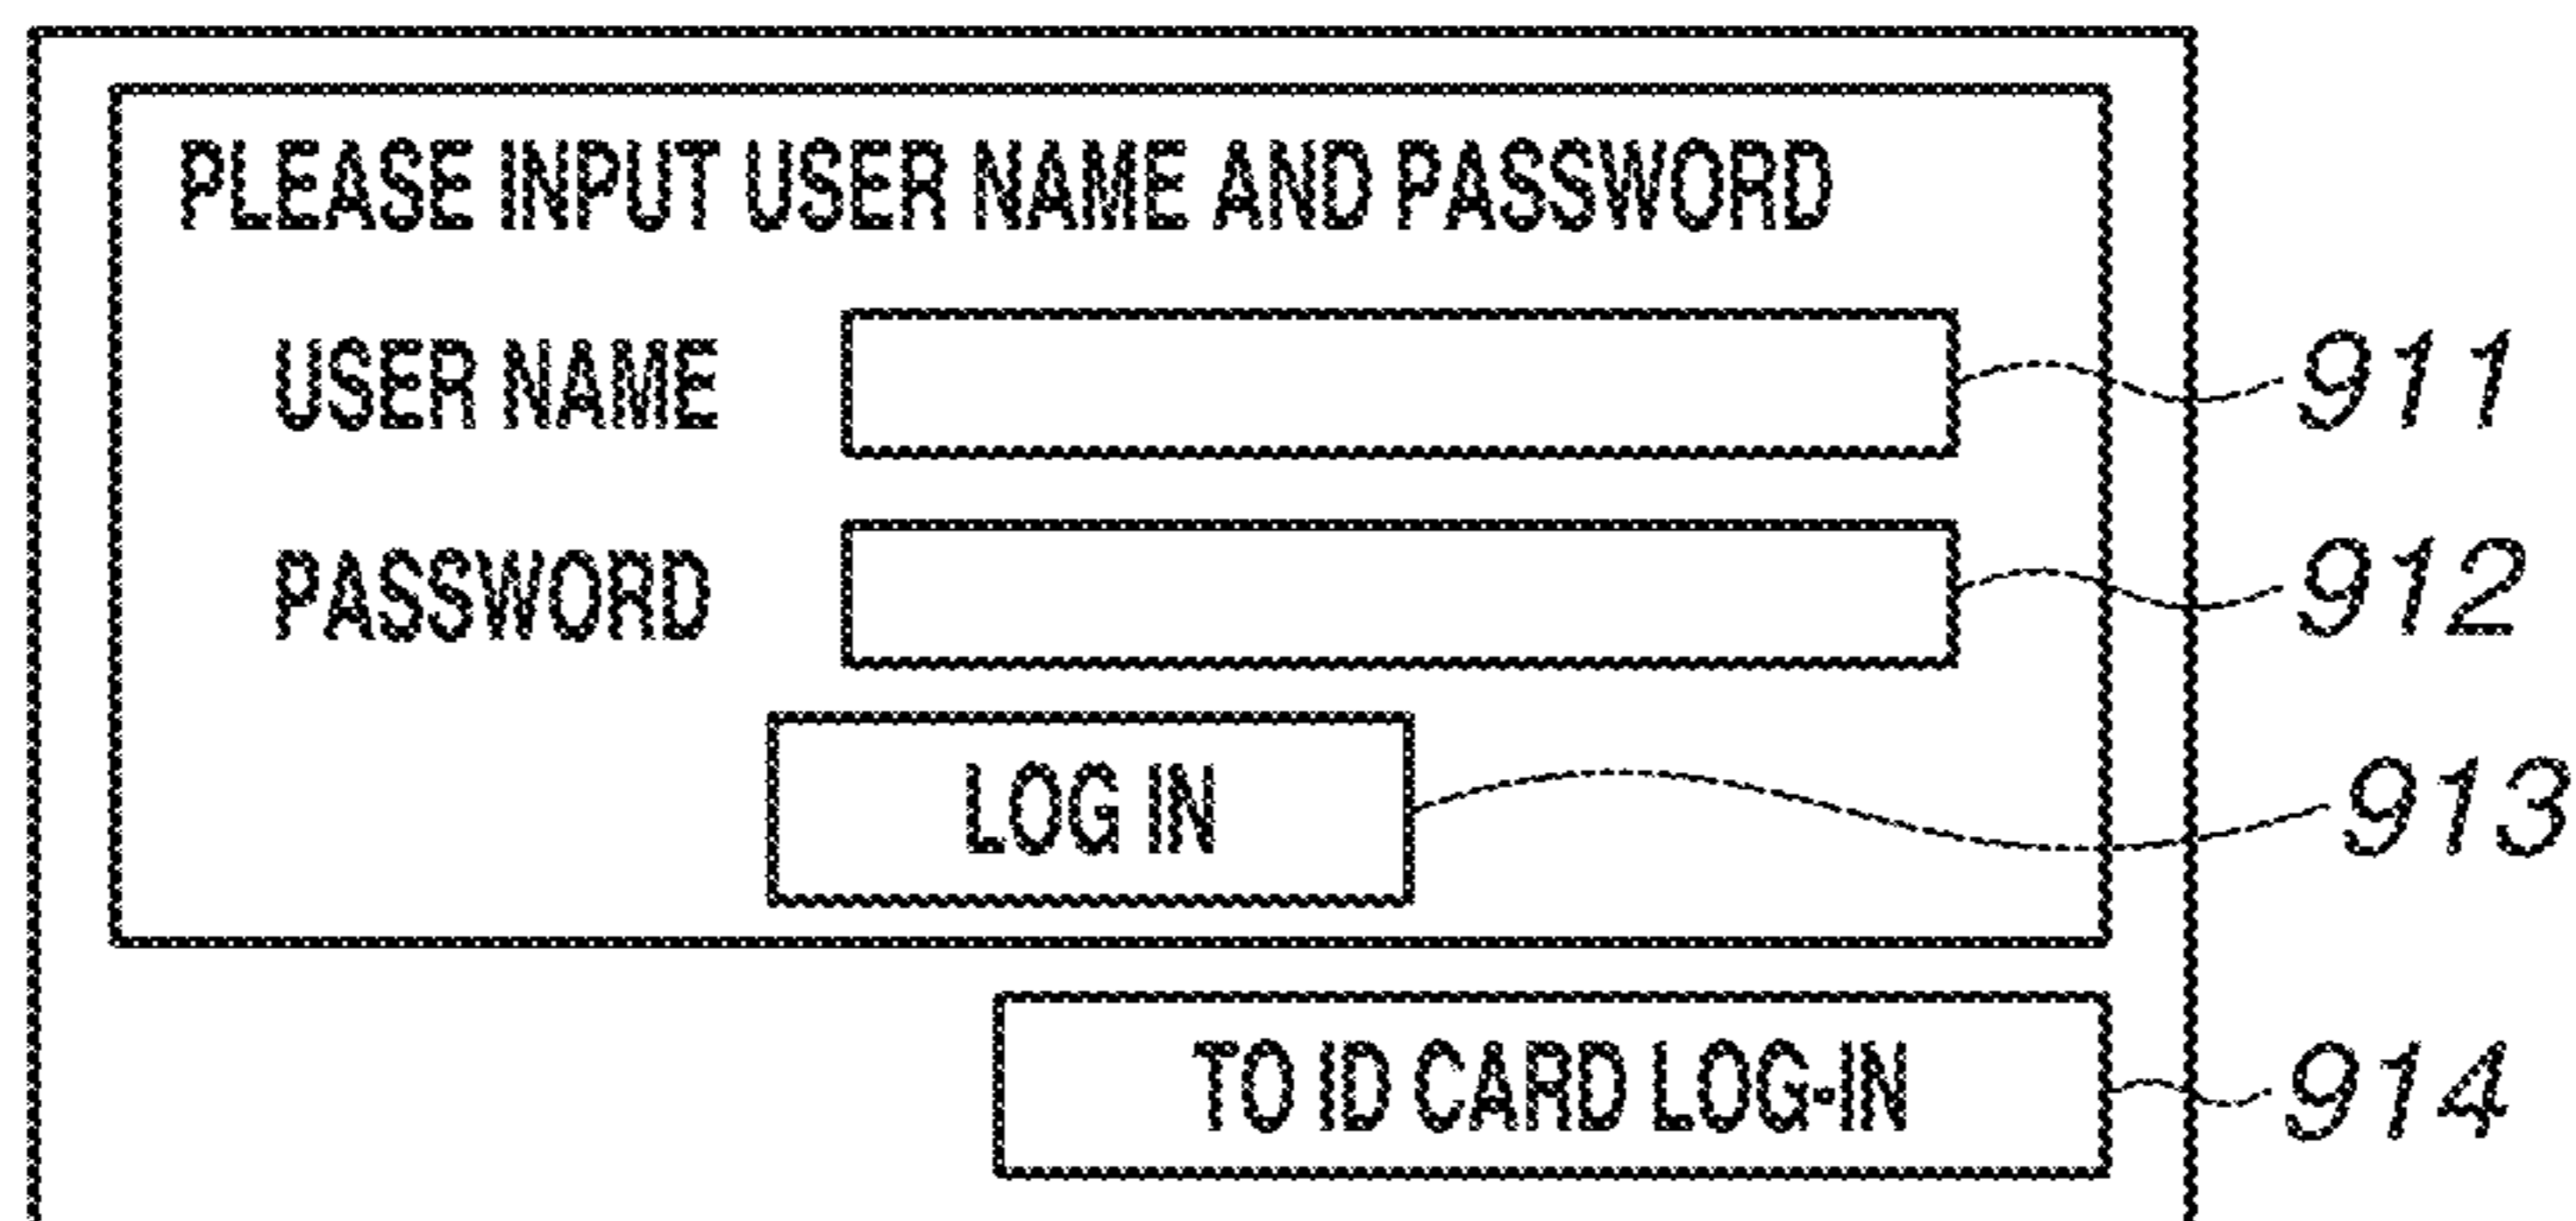 PLEASE INPUT USER NAME AND PASSWORD
USER NAME 911
PASSWORD 912
LOG IN 913
TO ID CARD LOG-IN 914